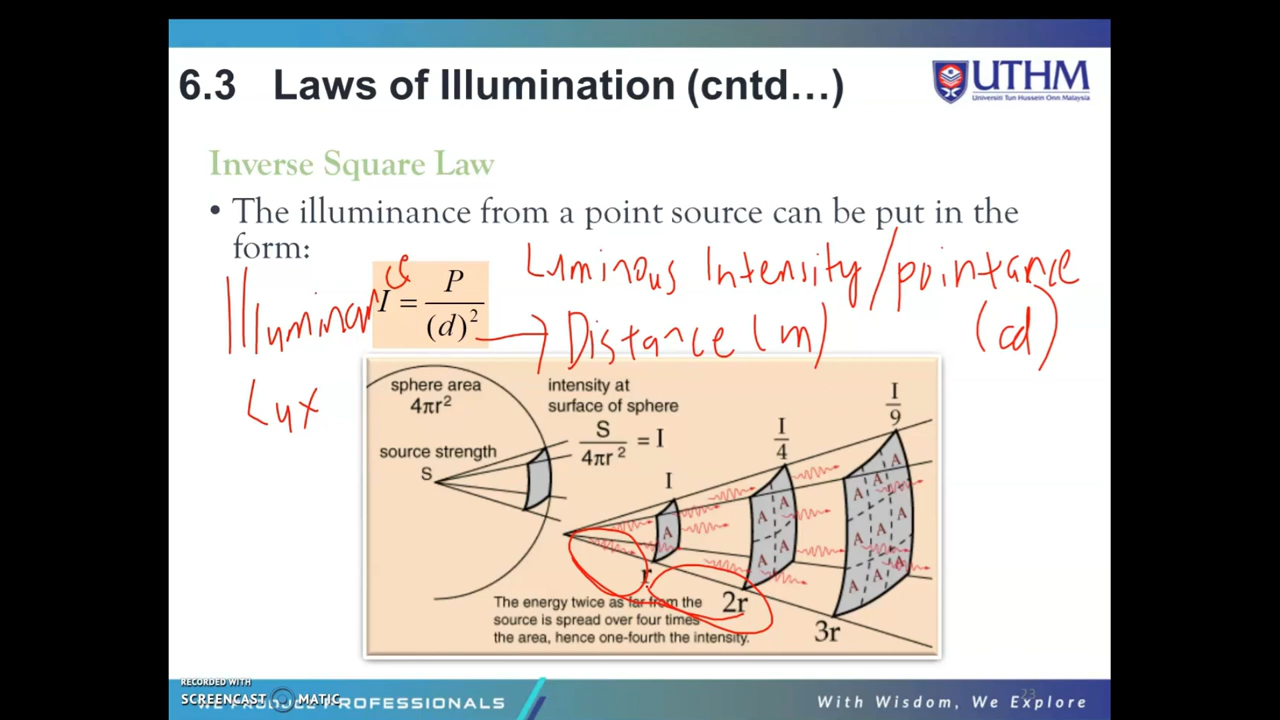 6.3 Laws of Illumination (cntd...)
UTHM
Universiti Tun Hussein Onn Malaysia
Inverse Square Law
• The illuminance from a point source can be put in the
form:
Illuminance
I = P / (d)²
Luminous Intensity/pointance
(cd)
Distance (m)
Lux
sphere area
4πr²
source strength
S
intensity at
surface of sphere
S / 4πr² = I
I
I/4
I/9
A
A A
A A
A A A
A A A
A A A
r
2r
3r
The energy twice as far from the
source is spread over four times
the area, hence one-fourth the intensity.
RECORDED WITH
SCREENCAST MATIC
WE PRODUCE PROFESSIONALS
With Wisdom, We Explore
23